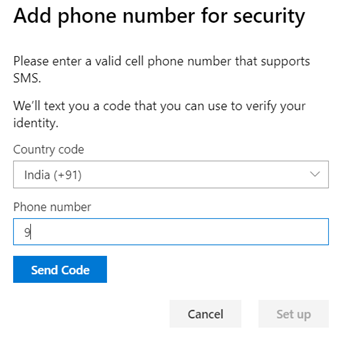 Add phone number for security
Please enter a valid cell phone number that supports
SMS.
We'll text you a code that you can use to verify your
identity.
Country code
India (+91)
Phone number
9
Send Code
Cancel
Set up